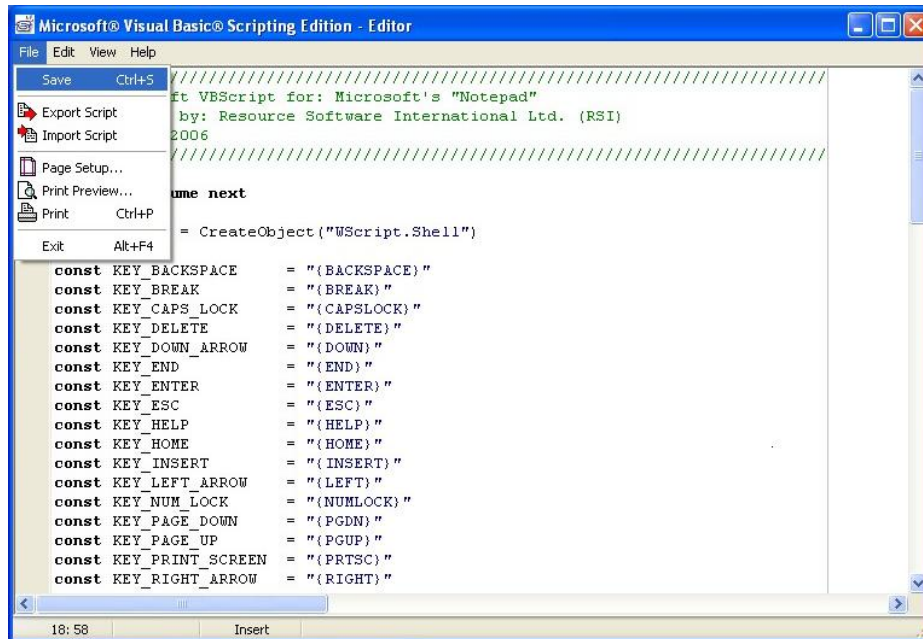 Microsoft® Visual Basic® Scripting Edition - Editor
File Edit View Help
Save Ctrl+S
Export Script
Import Script
Page Setup...
Print Preview...
Print Ctrl+P
Exit Alt+F4
//////////////////////////////////////////////////////////////////////
ft VBScript for: Microsoft's "Notepad"
by: Resource Software International Ltd. (RSI)
2006
//////////////////////////////////////////////////////////////////////
ume next
= CreateObject("WScript.Shell")
const KEY_BACKSPACE = "{BACKSPACE}"
const KEY_BREAK = "{BREAK}"
const KEY_CAPS_LOCK = "{CAPSLOCK}"
const KEY_DELETE = "{DELETE}"
const KEY_DOWN_ARROW = "{DOWN}"
const KEY_END = "{END}"
const KEY_ENTER = "{ENTER}"
const KEY_ESC = "{ESC}"
const KEY_HELP = "{HELP}"
const KEY_HOME = "{HOME}"
const KEY_INSERT = "{INSERT}"
const KEY_LEFT_ARROW = "{LEFT}"
const KEY_NUM_LOCK = "{NUMLOCK}"
const KEY_PAGE_DOWN = "{PGDN}"
const KEY_PAGE_UP = "{PGUP}"
const KEY_PRINT_SCREEN = "{PRTSC}"
const KEY_RIGHT_ARROW = "{RIGHT}"
18: 58 Insert